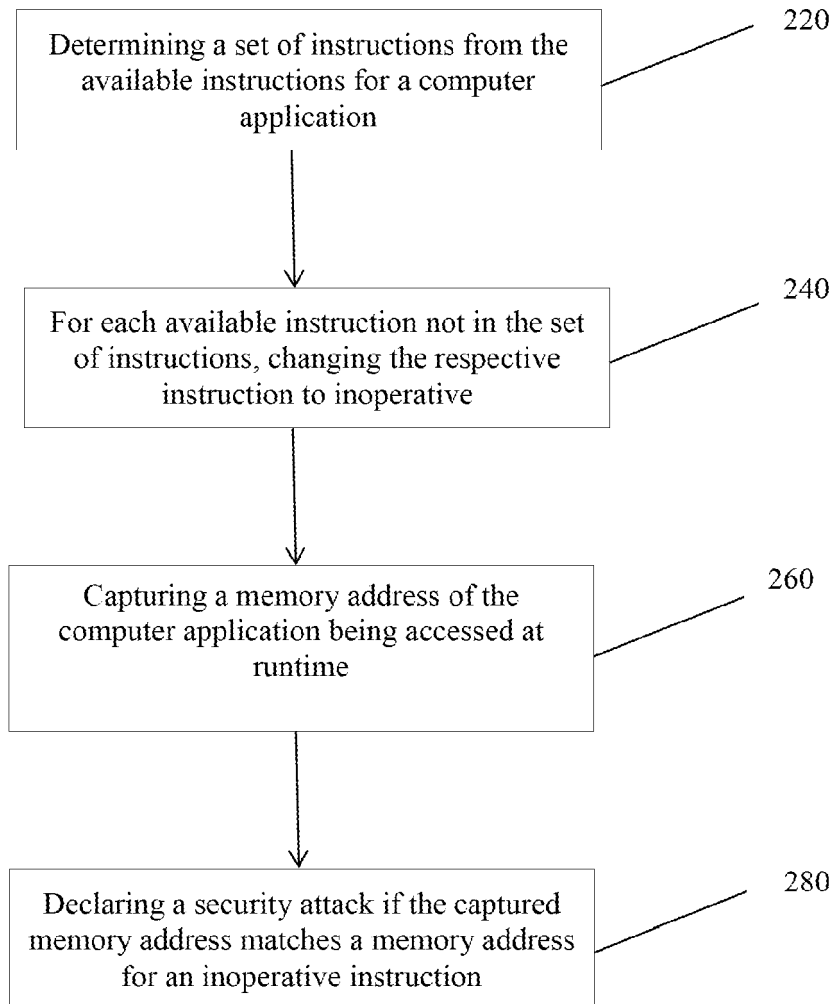 Determining a set of instructions from the
available instructions for a computer
application
220
For each available instruction not in the set
of instructions, changing the respective
instruction to inoperative
240
Capturing a memory address of the
computer application being accessed at
runtime
260
Declaring a security attack if the captured
memory address matches a memory address
for an inoperative instruction
280